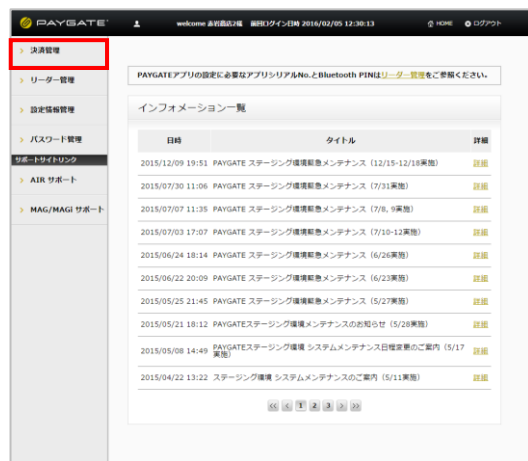 PAYGATE welcome 赤岩商店2様 前回ログイン日時 2016/02/05 12:30:13 HOME ログアウト
決済管理
リーダー管理
設定情報管理
パスワード管理
サポートサイトリンク
AIR サポート
MAG/MAGI サポート
PAYGATEアプリの設定に必要なアプリシリアルNo.とBluetooth PINはリーダー管理をご参照ください。
インフォメーション一覧
日時 タイトル 詳細
2015/12/09 19:51 PAYGATE ステージング環境緊急メンテナンス（12/15-12/18実施） 詳細
2015/07/30 11:06 PAYGATE ステージング環境緊急メンテナンス（7/31実施） 詳細
2015/07/07 11:35 PAYGATE ステージング環境緊急メンテナンス（7/8, 9実施） 詳細
2015/07/03 17:07 PAYGATE ステージング環境緊急メンテナンス（7/10-12実施） 詳細
2015/06/24 18:14 PAYGATE ステージング環境緊急メンテナンス（6/26実施） 詳細
2015/06/22 20:09 PAYGATE ステージング環境緊急メンテナンス（6/23実施） 詳細
2015/05/25 21:45 PAYGATE ステージング環境緊急メンテナンス（5/27実施） 詳細
2015/05/21 18:12 PAYGATEステージング環境メンテナンスのお知らせ（5/28実施） 詳細
2015/05/08 14:49 PAYGATEステージング環境 システムメンテナンス日程変更のご案内（5/17 詳細
実施）
2015/04/22 13:22 ステージング環境 システムメンテナンスのご案内（5/11実施） 詳細
<< < 1 2 3 > >>